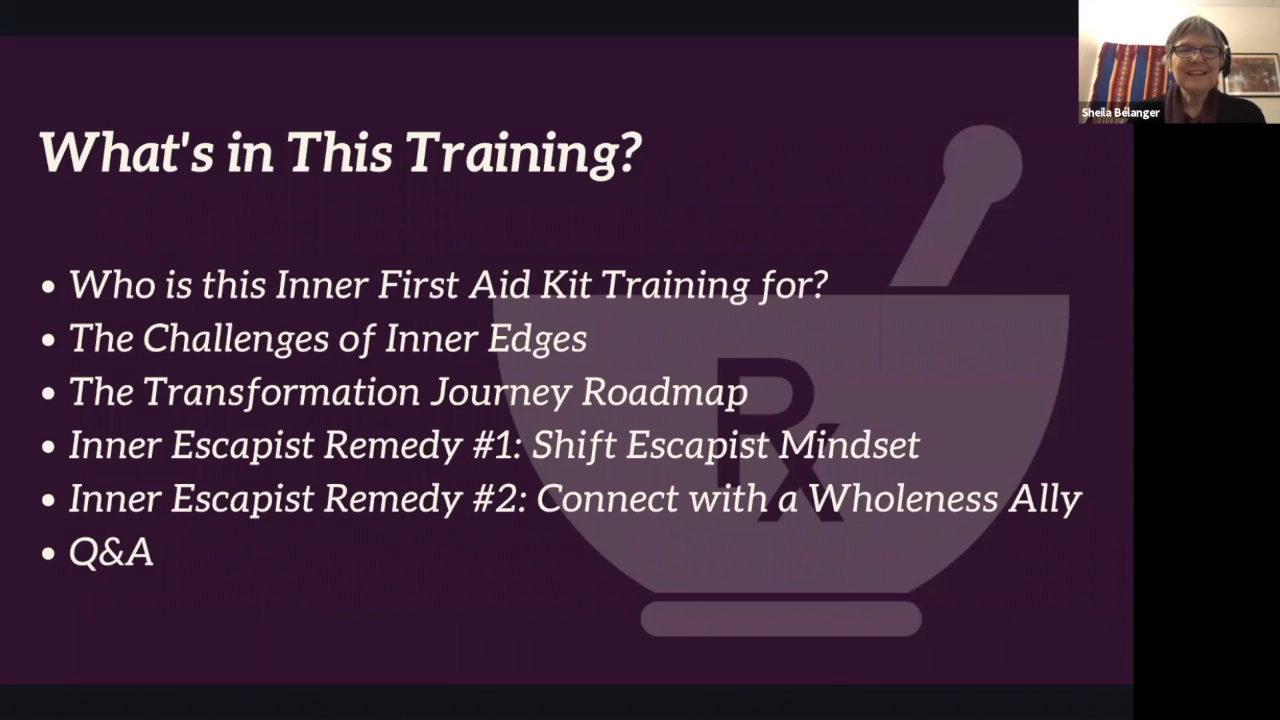 What's in This Training?
• Who is this Inner First Aid Kit Training for?
• The Challenges of Inner Edges
• The Transformation Journey Roadmap
• Inner Escapist Remedy #1: Shift Escapist Mindset
• Inner Escapist Remedy #2: Connect with a Wholeness Ally
• Q&A
Rx
Sheila Bélanger